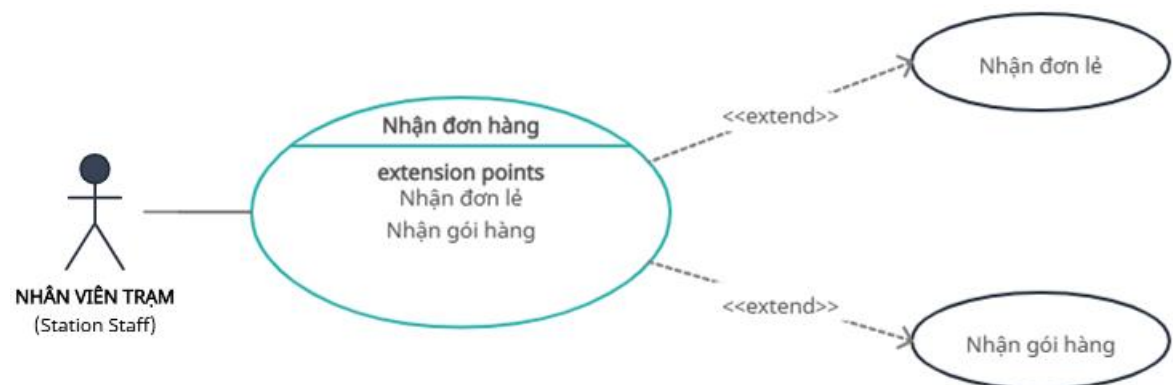 Nhận đơn lẻ
<<extend>>
Nhận đơn hàng
extension points
Nhận đơn lẻ
Nhận gói hàng
NHÂN VIÊN TRẠM
(Station Staff)
<<extend>>
Nhận gói hàng